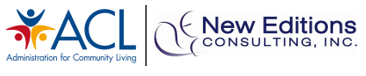 ACL
Administration for Community Living
New Editions
CONSULTING, INC.